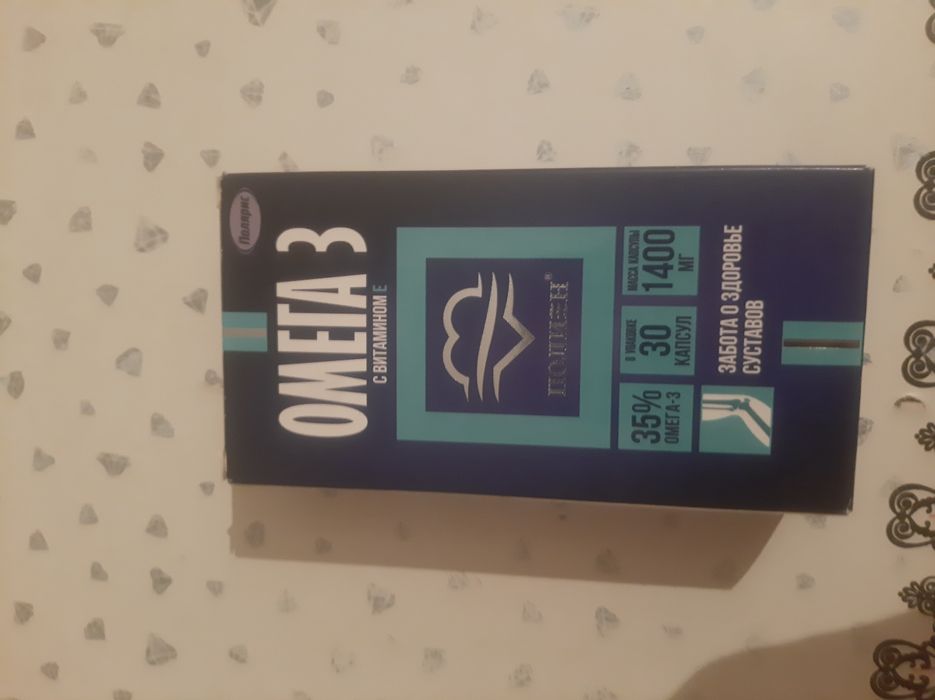 Полярис
ОМЕГА 3
С ВИТАМИНОМ Е
ПОЛИЕН®
35%
ОМЕГА-3
В УПАКОВКЕ
30
КАПСУЛ
МАССА КАПСУЛЫ
1400
МГ
ЗАБОТА О ЗДОРОВЬЕ
СУСТАВОВ